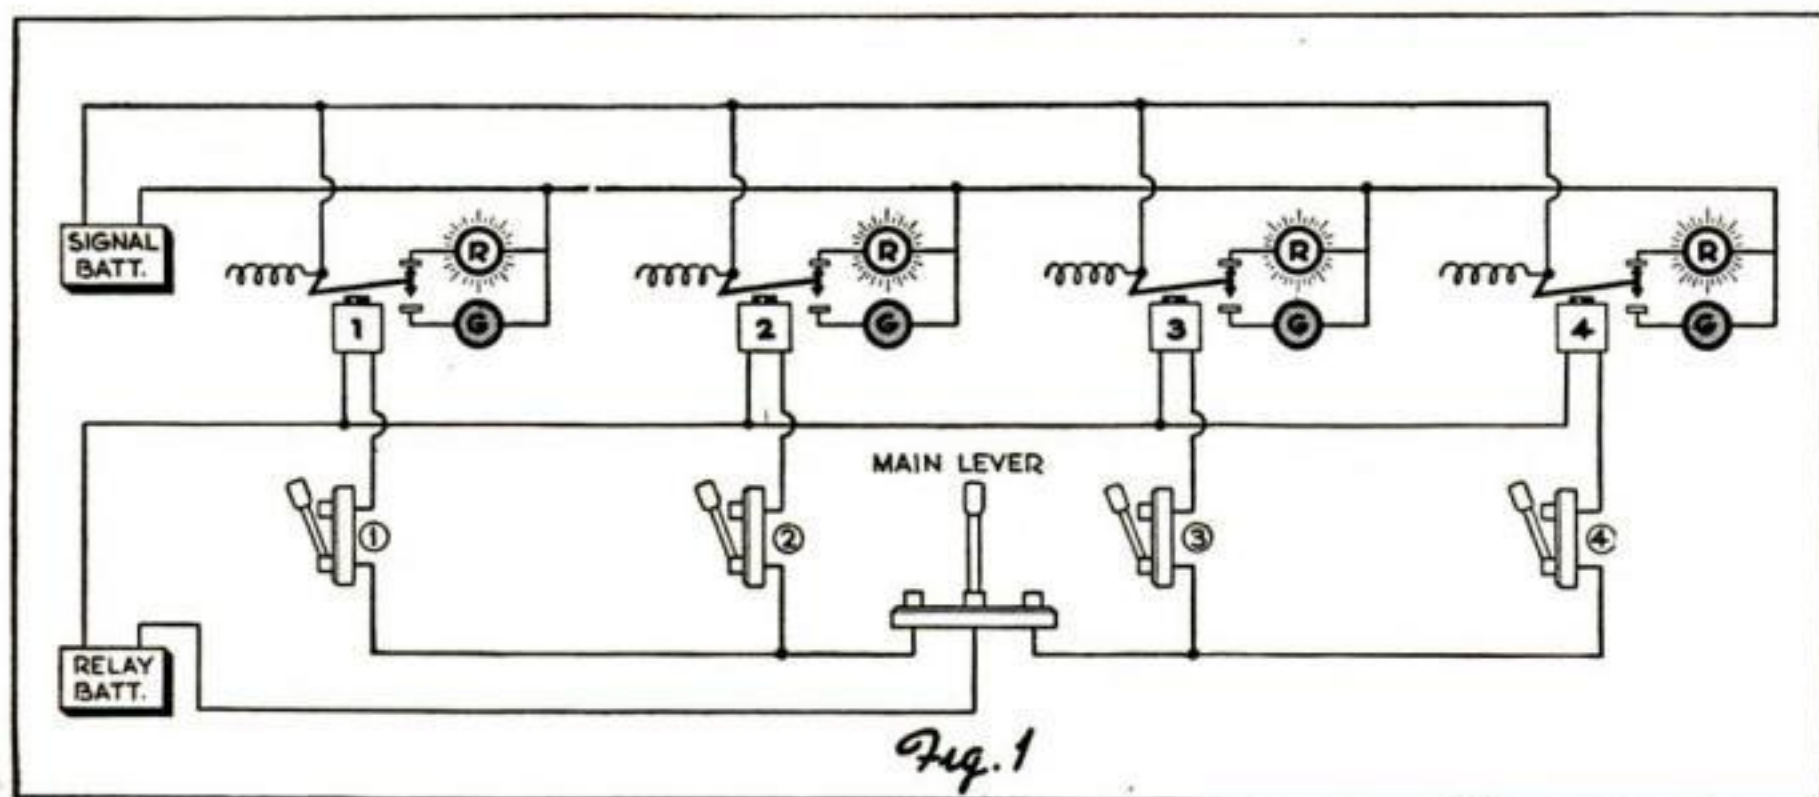 SIGNAL
BATT.
R
R
R
R
G
G
G
G
1
2
3
4
MAIN LEVER
①
②
③
④
RELAY
BATT.
Fig. 1